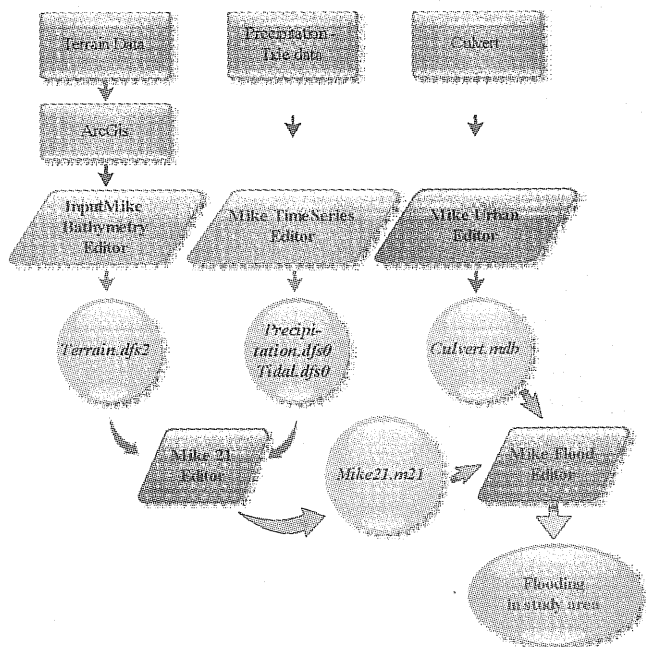 Terrain Data
Precipitation -
Tide data
Culvert
ArcGis
InputMike
Bathymetry
Editor
Mike TimeSeries
Editor
Mike Urban
Editor
Terrain.dfs2
Precipi-
tation.dfs0
Tidal.dfs0
Culvert.mdb
Mike 21
Editor
Mike21.m21
Mike Flood
Editor
Flooding
in study area